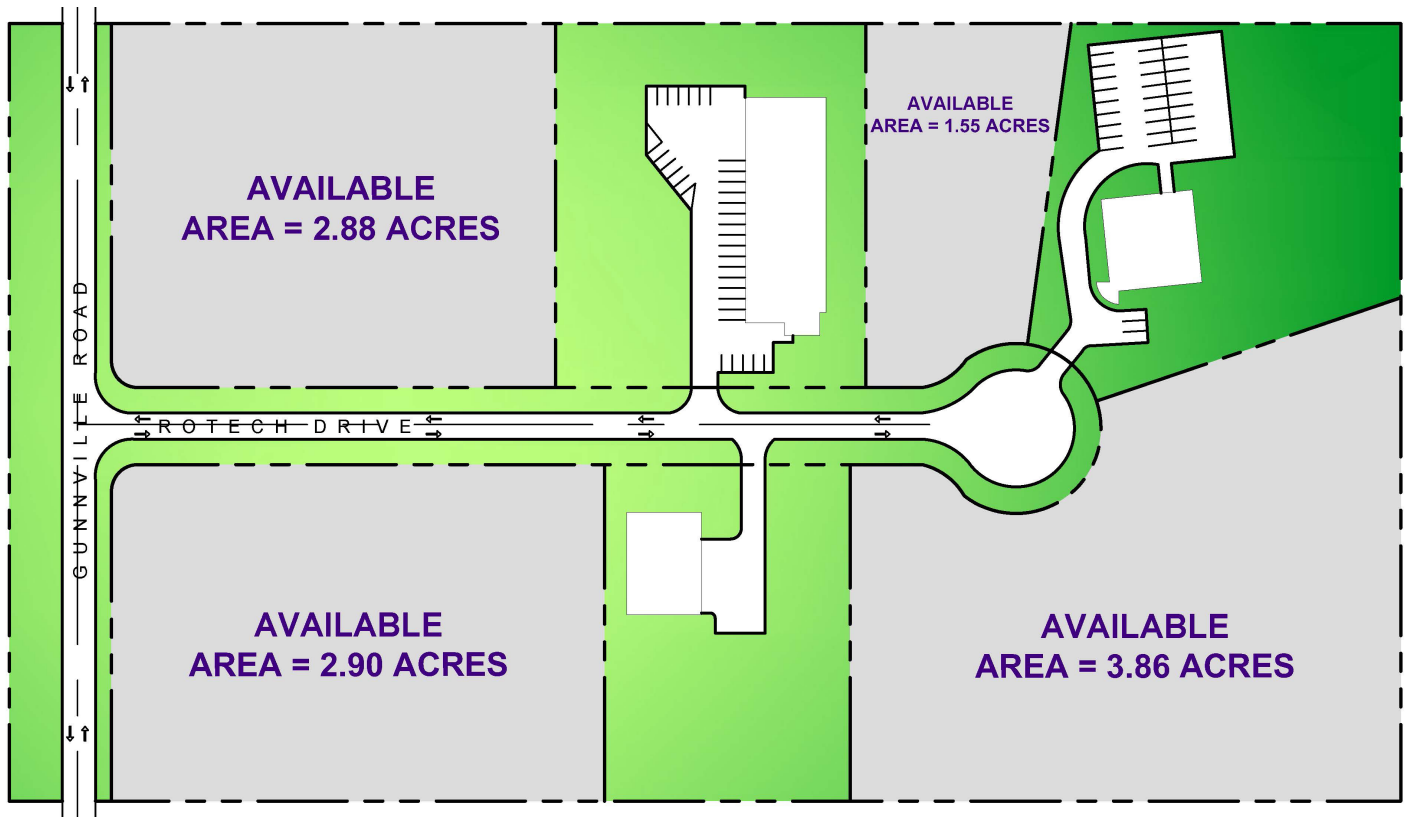 AVAILABLE
AREA = 2.88 ACRES
AVAILABLE
AREA = 1.55 ACRES
GUNNVILLE ROAD
ROTECH DRIVE
AVAILABLE
AREA = 2.90 ACRES
AVAILABLE
AREA = 3.86 ACRES